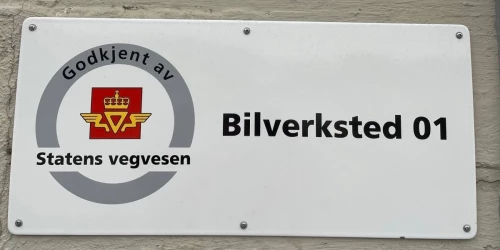 Godkjent av
Statens vegvesen
Bilverksted 01